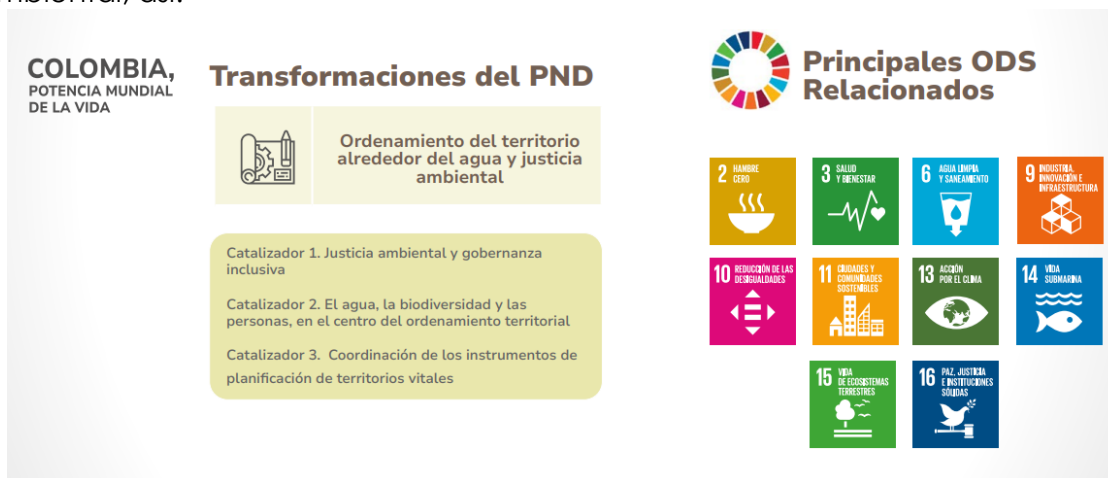 COLOMBIA,
POTENCIA MUNDIAL
DE LA VIDA
Transformaciones del PND
Ordenamiento del territorio
alrededor del agua y justicia
ambiental
Catalizador 1. Justicia ambiental y gobernanza
inclusiva
Catalizador 2. El agua, la biodiversidad y las
personas, en el centro del ordenamiento territorial
Catalizador 3. Coordinación de los instrumentos de
planificación de territorios vitales
Principales ODS
Relacionados
2 HAMBRE
CERO
3 SALUD
Y BIENESTAR
6 AGUA LIMPIA
Y SANEAMIENTO
9 INDUSTRIA,
INNOVACIÓN E
INFRAESTRUCTURA
10 REDUCCIÓN DE LAS
DESIGUALDADES
11 CIUDADES Y
COMUNIDADES
SOSTENIBLES
13 ACCIÓN
POR EL CLIMA
14 VIDA
SUBMARINA
15 VIDA
DE ECOSISTEMAS
TERRESTRES
16 PAZ, JUSTICIA
E INSTITUCIONES
SÓLIDAS